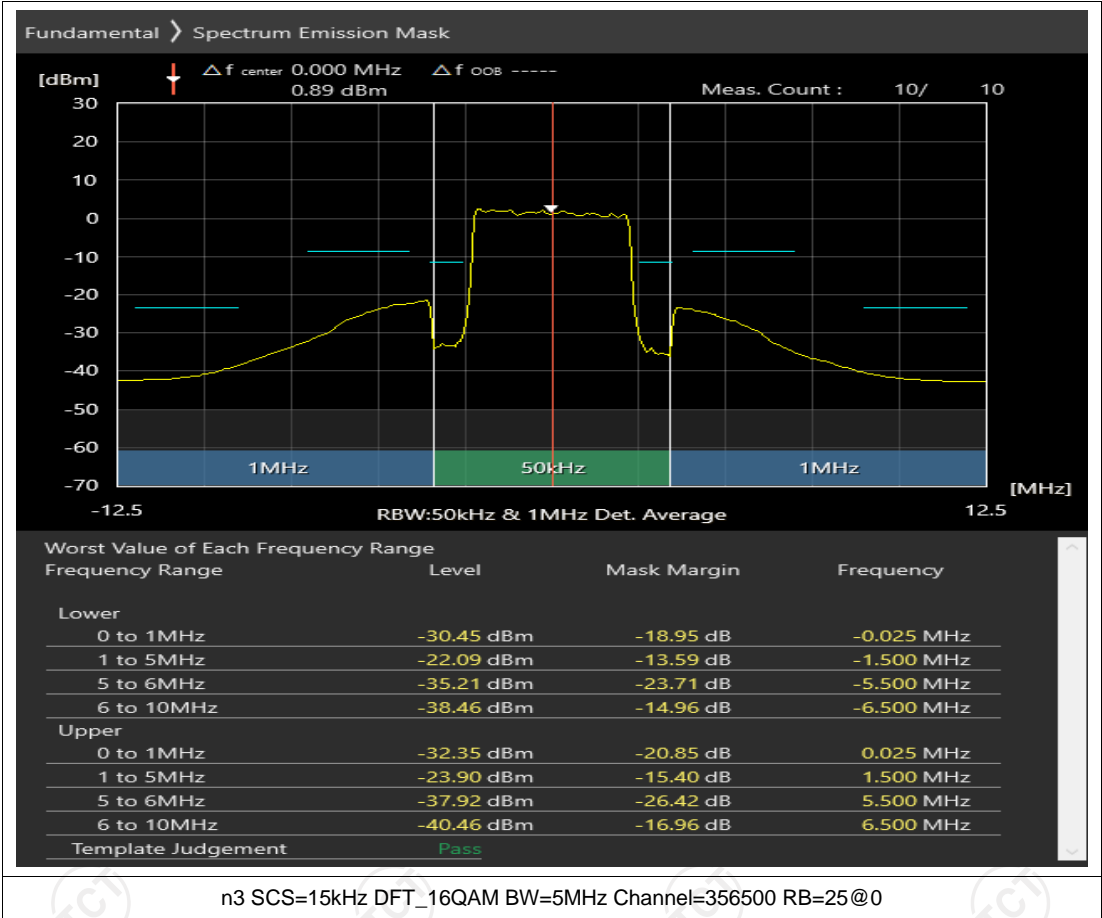 Fundamental ❯ Spectrum Emission Mask
[dBm] △f center 0.000 MHz △f OOB -----
0.89 dBm Meas. Count : 10/ 10
30
20
10
0
-10
-20
-30
-40
-50
-60
1MHz 50kHz 1MHz
-70 [MHz]
-12.5 RBW:50kHz & 1MHz Det. Average 12.5
Worst Value of Each Frequency Range
Frequency Range Level Mask Margin Frequency
Lower
0 to 1MHz -30.45 dBm -18.95 dB -0.025 MHz
1 to 5MHz -22.09 dBm -13.59 dB -1.500 MHz
5 to 6MHz -35.21 dBm -23.71 dB -5.500 MHz
6 to 10MHz -38.46 dBm -14.96 dB -6.500 MHz
Upper
0 to 1MHz -32.35 dBm -20.85 dB 0.025 MHz
1 to 5MHz -23.90 dBm -15.40 dB 1.500 MHz
5 to 6MHz -37.92 dBm -26.42 dB 5.500 MHz
6 to 10MHz -40.46 dBm -16.96 dB 6.500 MHz
Template Judgement Pass
n3 SCS=15kHz DFT_16QAM BW=5MHz Channel=356500 RB=25@0
TCT TCT TCT TCT